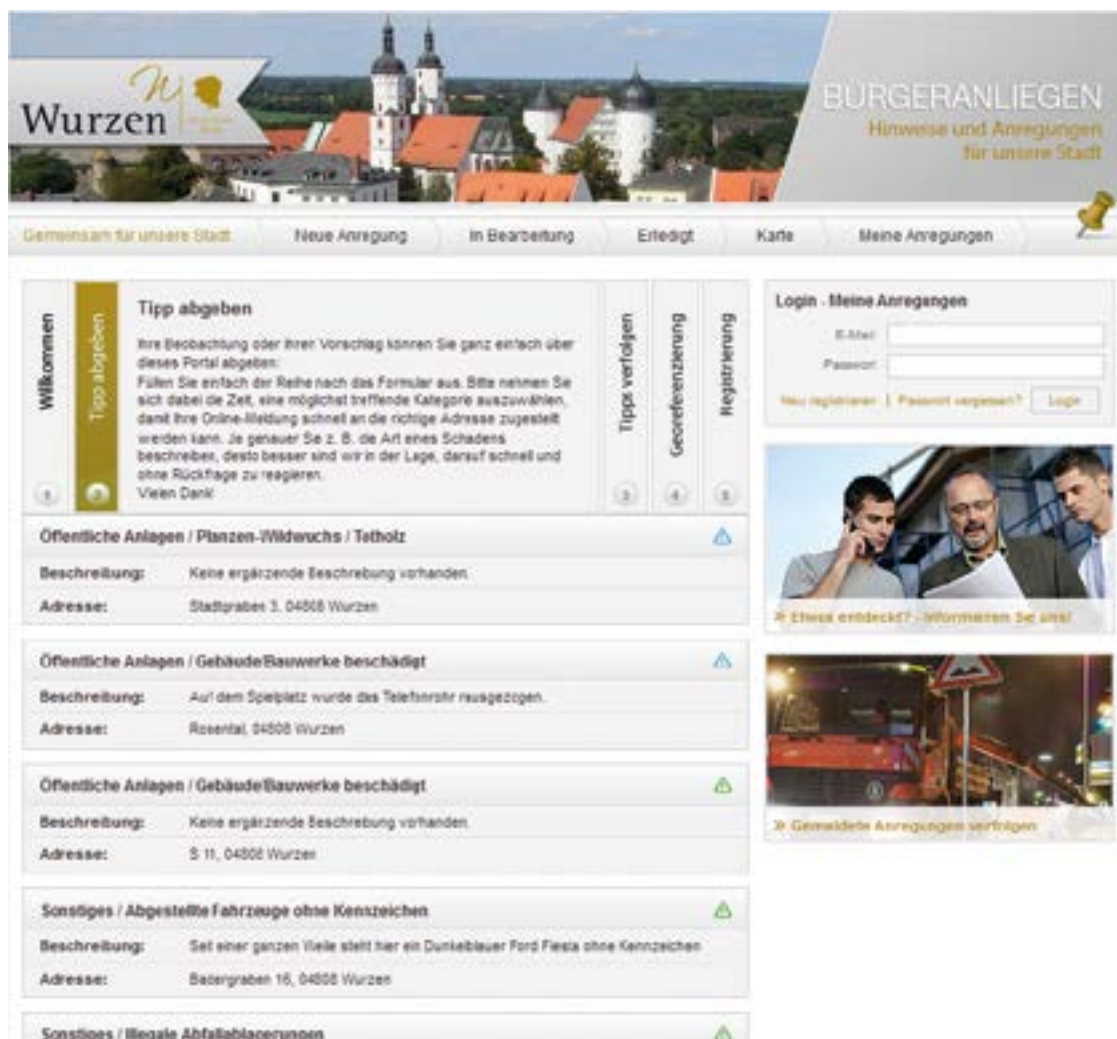 Wurzen
BÜRGERANLIEGEN
Hinweise und Anregungen
für unsere Stadt
Gemeinsam für unsere Stadt
Neue Anregung
In Bearbeitung
Erledigt
Karte
Meine Anregungen
Willkommen
1
Tipp abgeben
2
Tipp abgeben
Ihre Beobachtung oder Ihren Vorschlag können Sie ganz einfach über
dieses Portal abgeben:
Füllen Sie einfach der Reihe nach das Formular aus. Bitte nehmen Sie
sich dabei die Zeit, eine möglichst treffende Kategorie auszuwählen,
damit Ihre Online-Meldung schnell an die richtige Adresse zugestellt
werden kann. Je genauer Sie z. B. die Art eines Schadens
beschreiben, desto besser sind wir in der Lage, darauf schnell und
ohne Rückfrage zu reagieren.
Vielen Dank!
Tipps verfolgen
3
Georeferenzierung
4
Registrierung
5
Öffentliche Anlagen / Planzen-Wildwuchs / Totholz
Beschreibung: Keine ergänzende Beschreibung vorhanden.
Adresse: Stadtgraben 3, 04808 Wurzen
Öffentliche Anlagen / Gebäude/Bauwerke beschädigt
Beschreibung: Auf dem Spielplatz wurde das Telefonrohr rausgezogen.
Adresse: Rosental, 04808 Wurzen
Öffentliche Anlagen / Gebäude/Bauwerke beschädigt
Beschreibung: Keine ergänzende Beschreibung vorhanden.
Adresse: S 11, 04808 Wurzen
Sonstiges / Abgestellte Fahrzeuge ohne Kennzeichen
Beschreibung: Seit einer ganzen Weile steht hier ein Dunkelblauer Ford Fiesta ohne Kennzeichen
Adresse: Badergraben 16, 04808 Wurzen
Sonstiges / Illegale Abfallablagerungen
Login - Meine Anregungen
E-Mail:
Passwort:
Neu registrieren | Passwort vergessen?
Login
» Etwas entdeckt? - Informieren Sie uns!
» Gemeldete Anregungen verfolgen